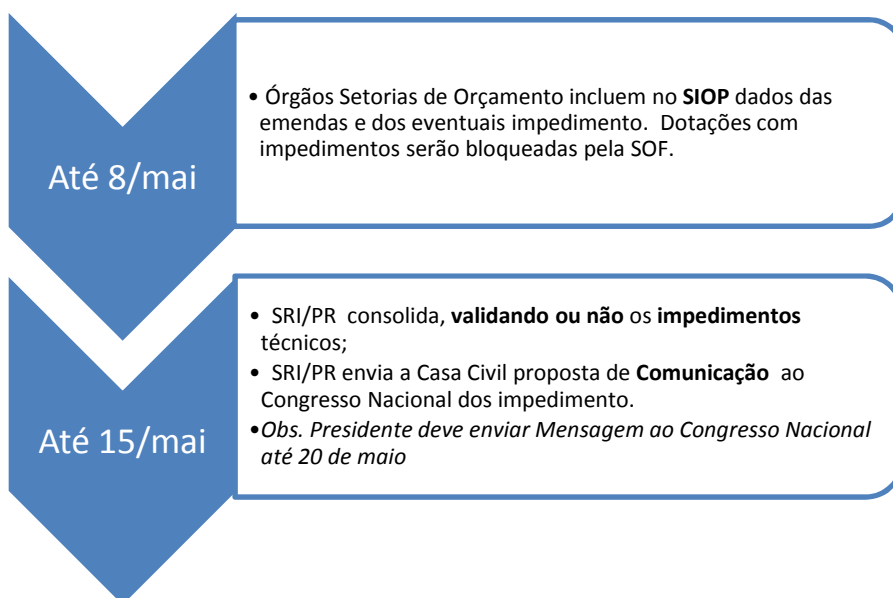 Até 8/mai
• Órgãos Setorias de Orçamento incluem no SIOP dados das
emendas e dos eventuais impedimento. Dotações com
impedimentos serão bloqueadas pela SOF.
Até 15/mai
• SRI/PR consolida, validando ou não os impedimentos
técnicos;
• SRI/PR envia a Casa Civil proposta de Comunicação ao
Congresso Nacional dos impedimento.
•Obs. Presidente deve enviar Mensagem ao Congresso Nacional
até 20 de maio